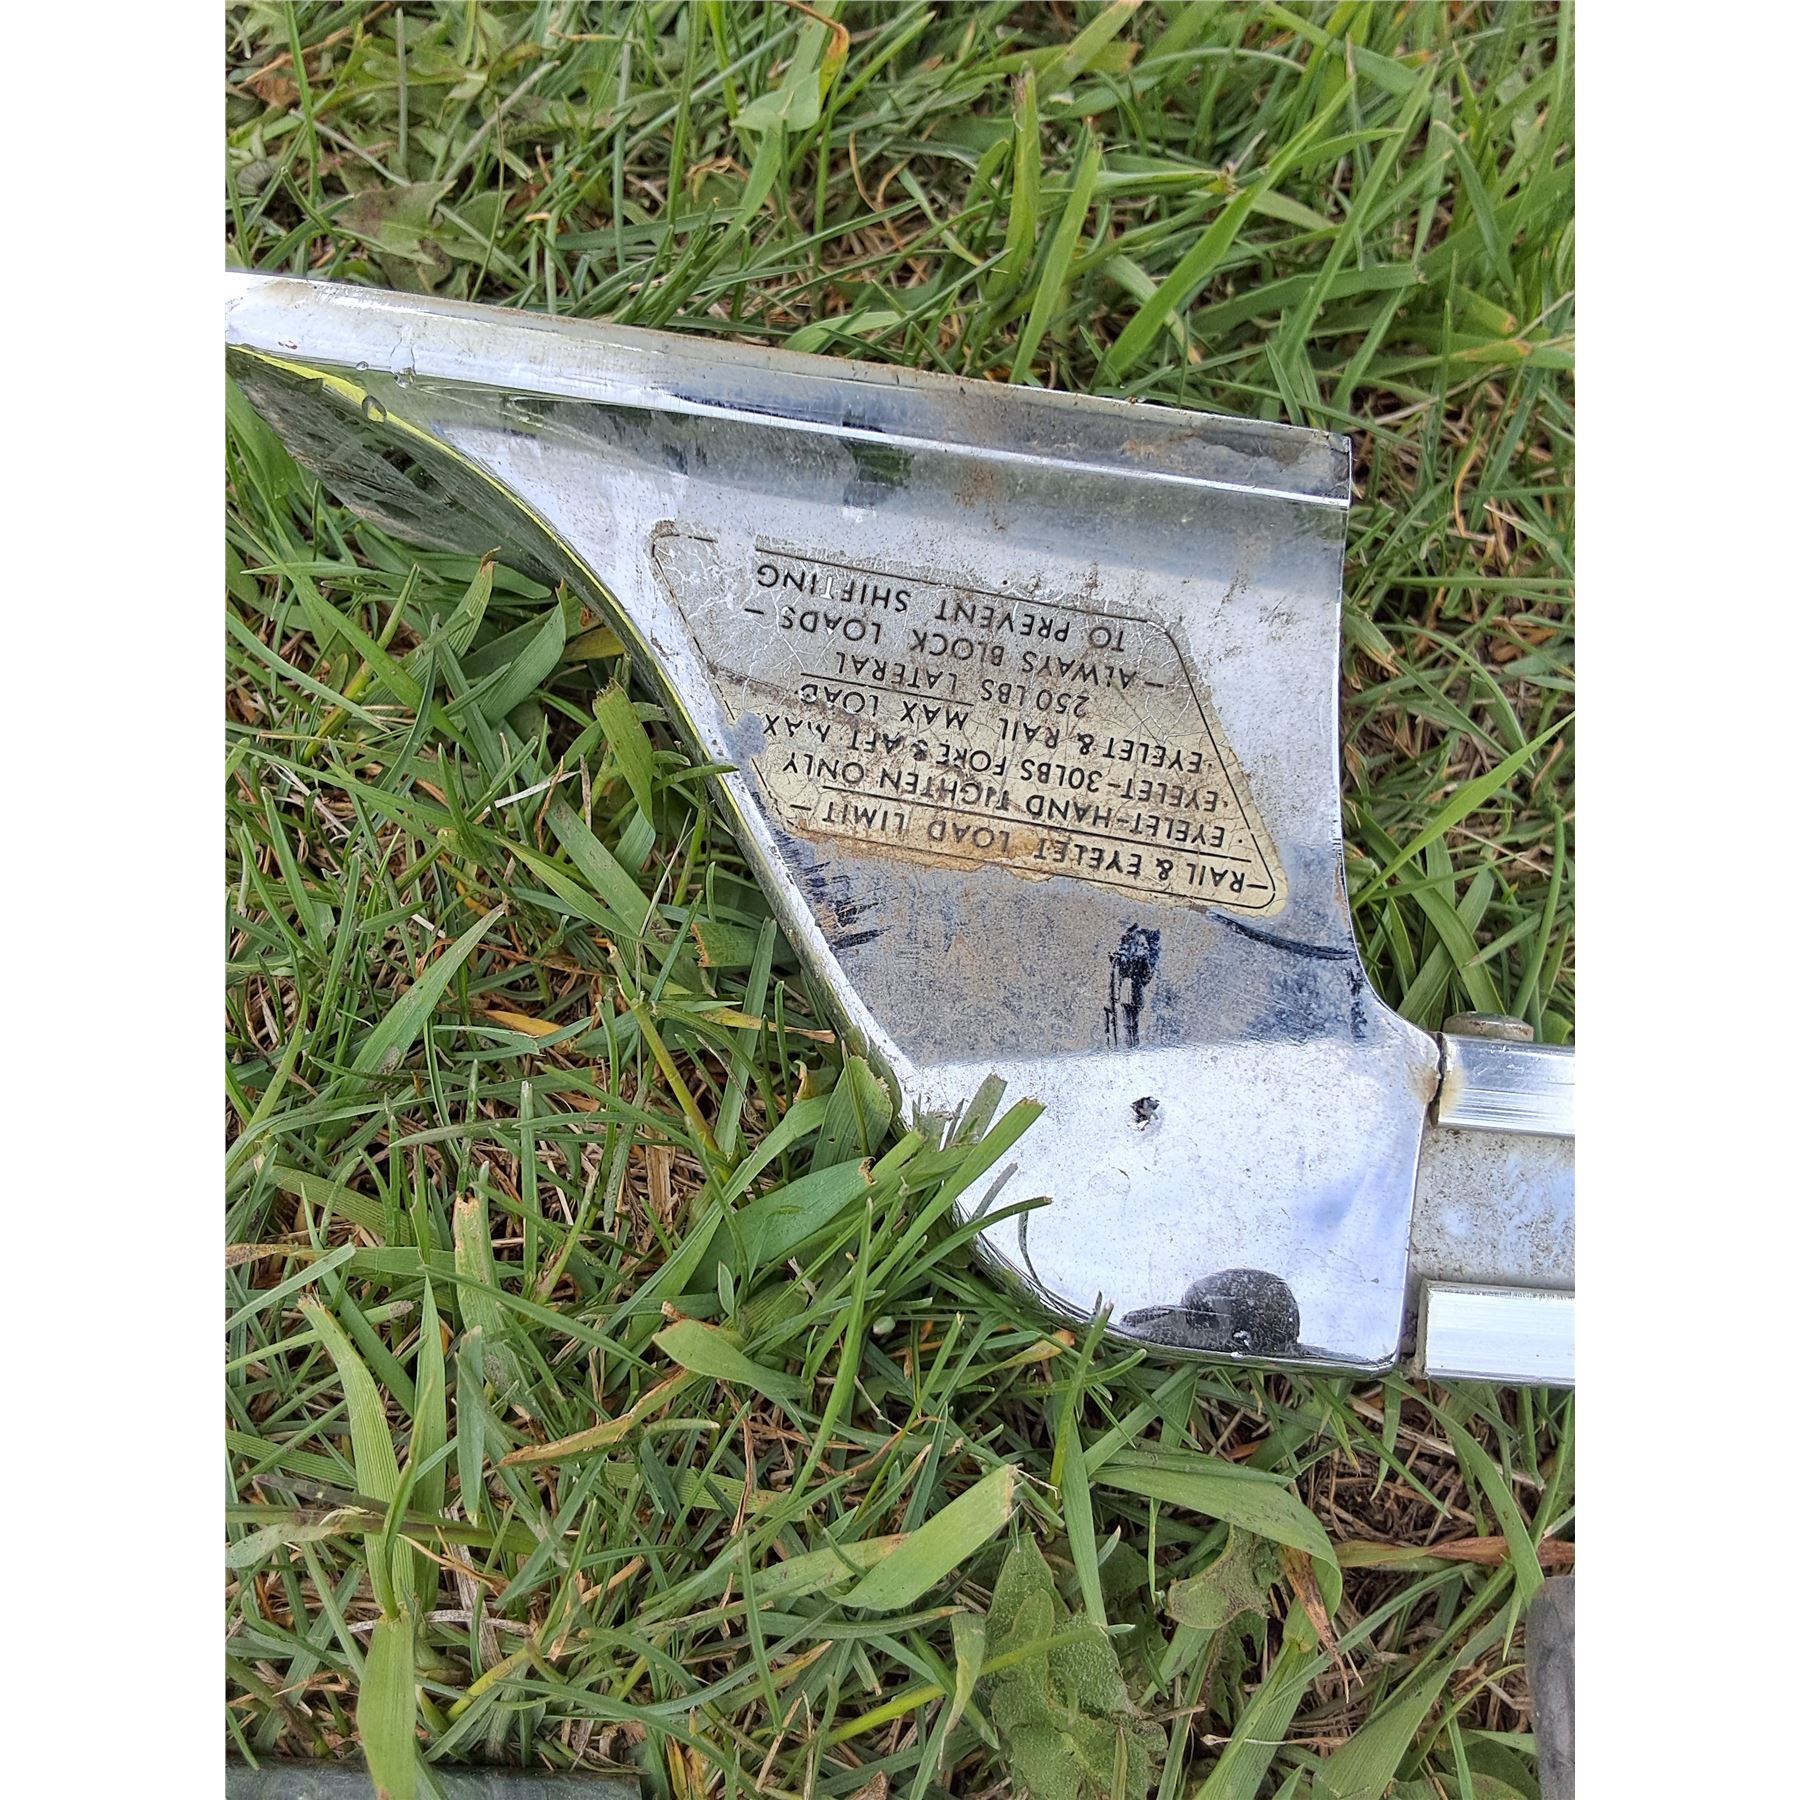 —RAIL & EYELET LOAD LIMIT—
·EYELET-HAND TIGHTEN ONLY
·EYELET-30LBS FORE & AFT MAX
·EYELET & RAIL MAX LOAD
250 LBS LATERAL
—ALWAYS BLOCK LOADS—
TO PREVENT SHIFTING